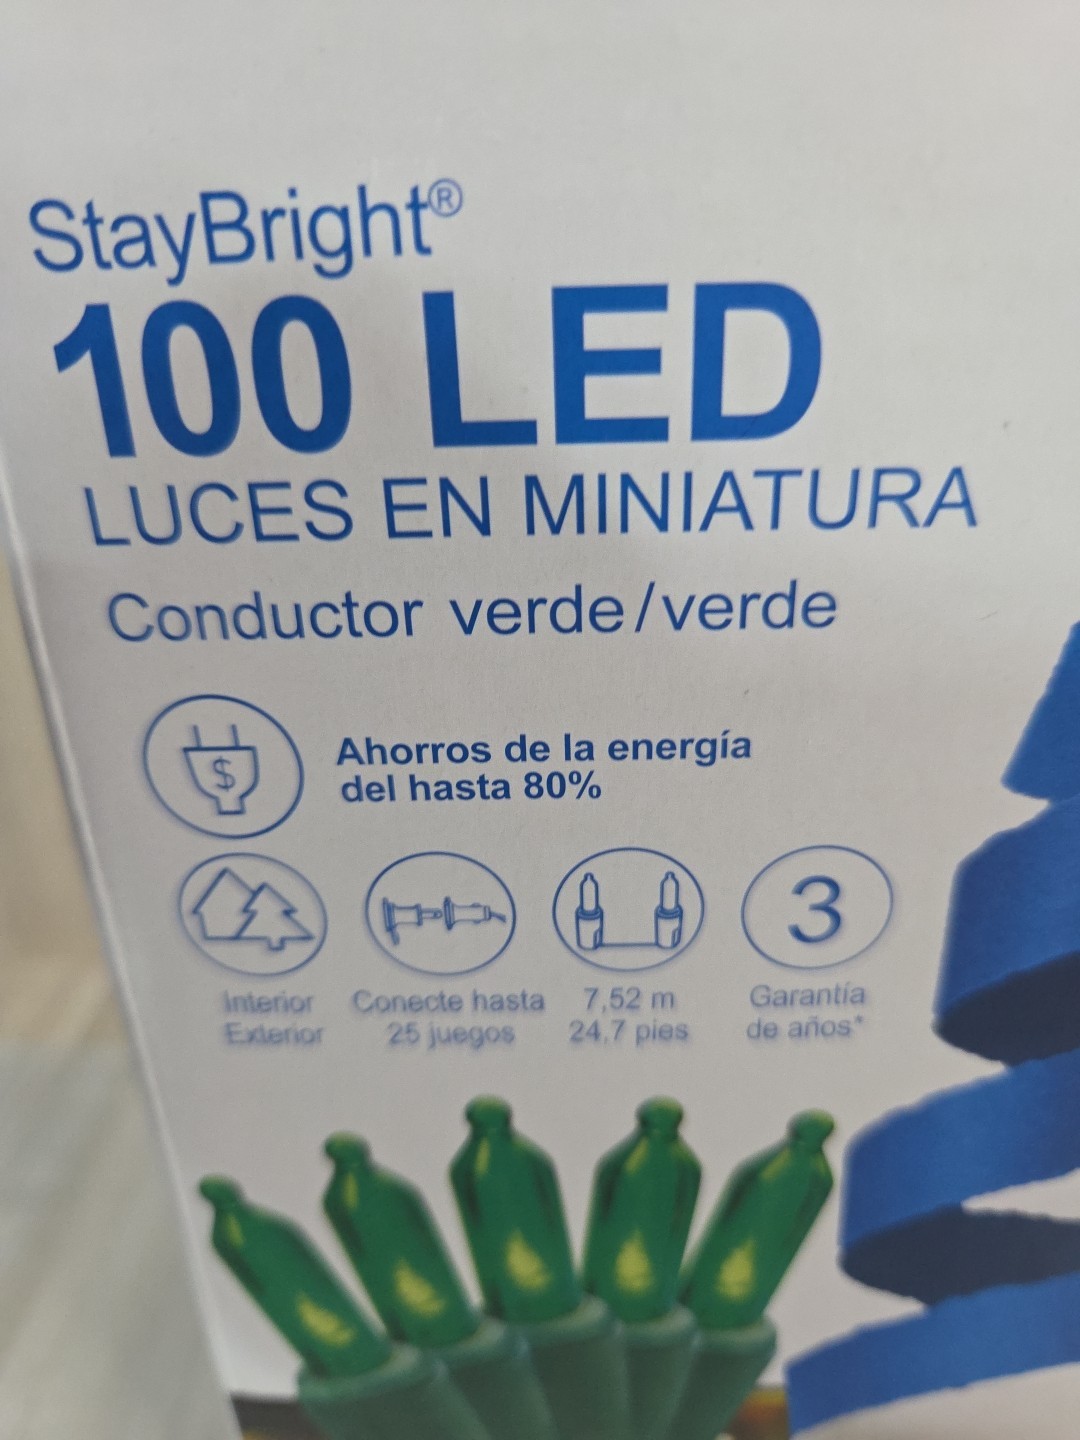 StayBright®
100 LED
LUCES EN MINIATURA
Conductor verde/verde
$
Ahorros de la energía
del hasta 80%
3
Interior
Exterior
Conecte hasta
25 juegos
7,52 m
24,7 pies
Garantía
de años*